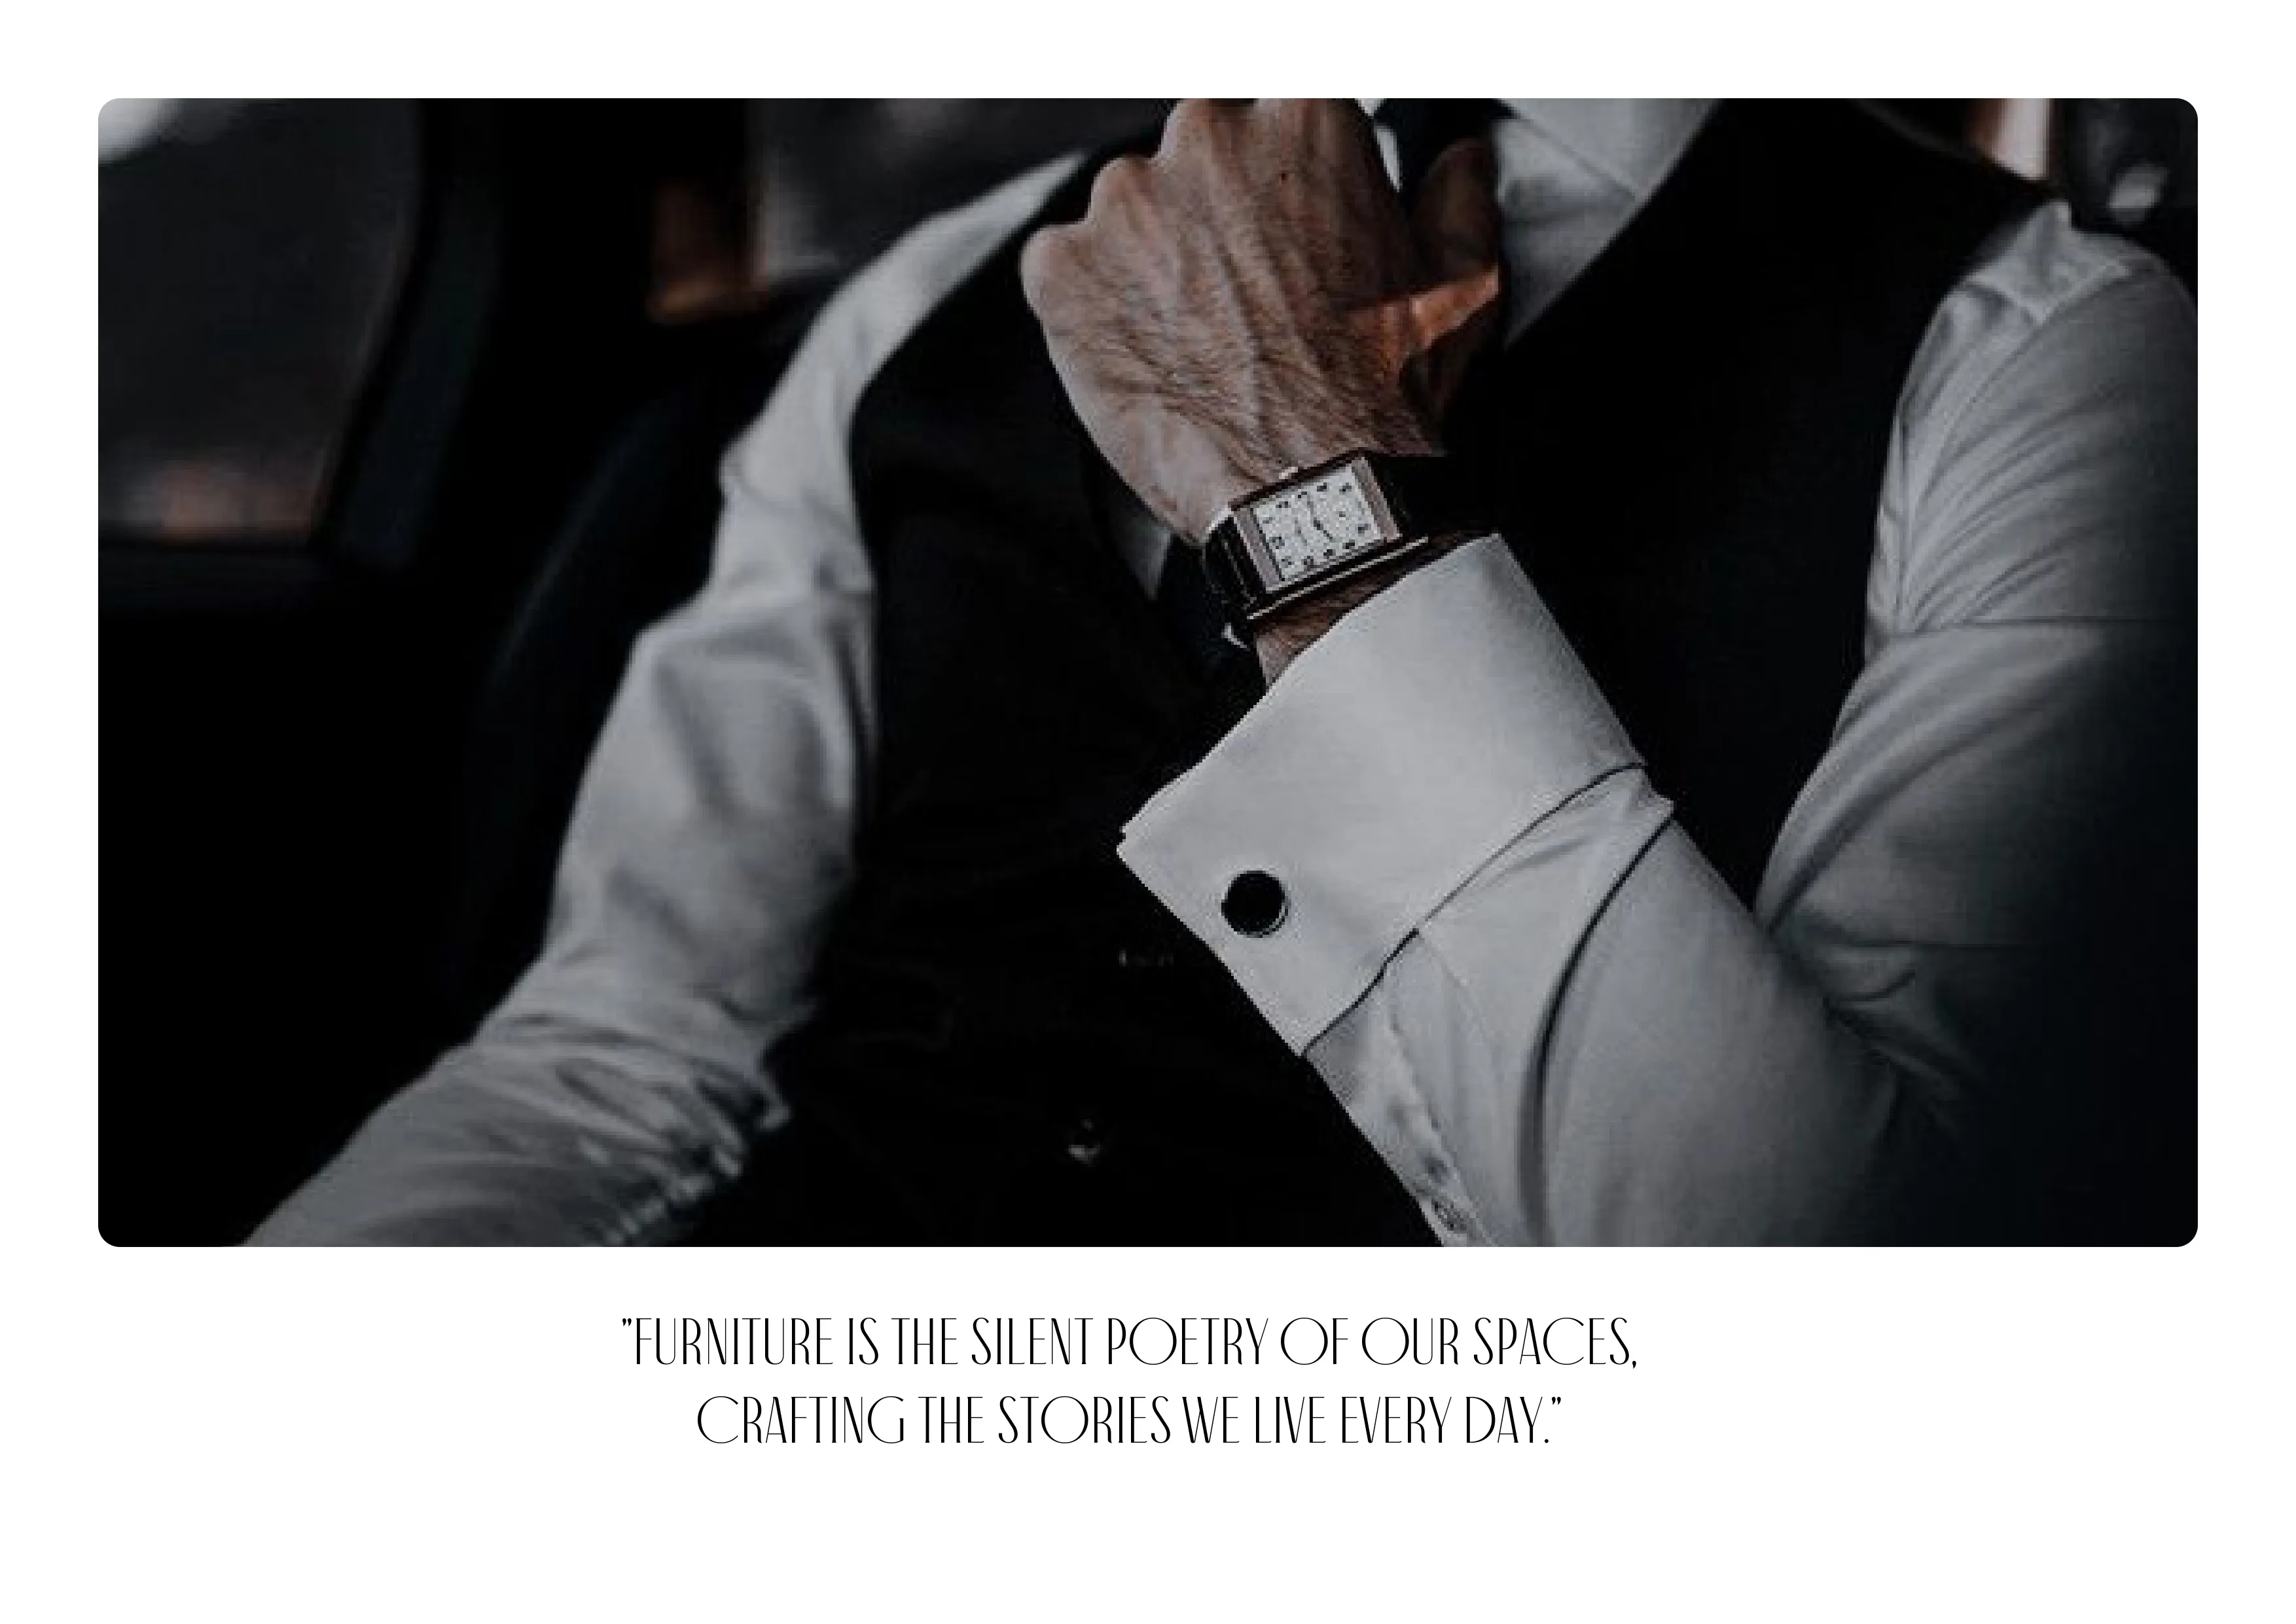 "FURNITURE IS THE SILENT POETRY OF OUR SPACES,
CRAFTING THE STORIES WE LIVE EVERY DAY."